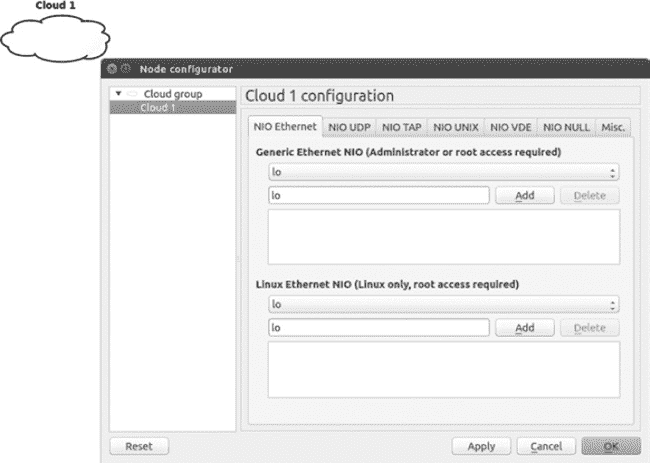 Cloud 1
Node configurator
Cloud group
Cloud 1
Cloud 1 configuration
NIO Ethernet NIO UDP NIO TAP NIO UNIX NIO VDE NIO NULL Misc.
Generic Ethernet NIO (Administrator or root access required)
lo
lo Add Delete
Linux Ethernet NIO (Linux only, root access required)
lo
lo Add Delete
Reset Apply Cancel OK